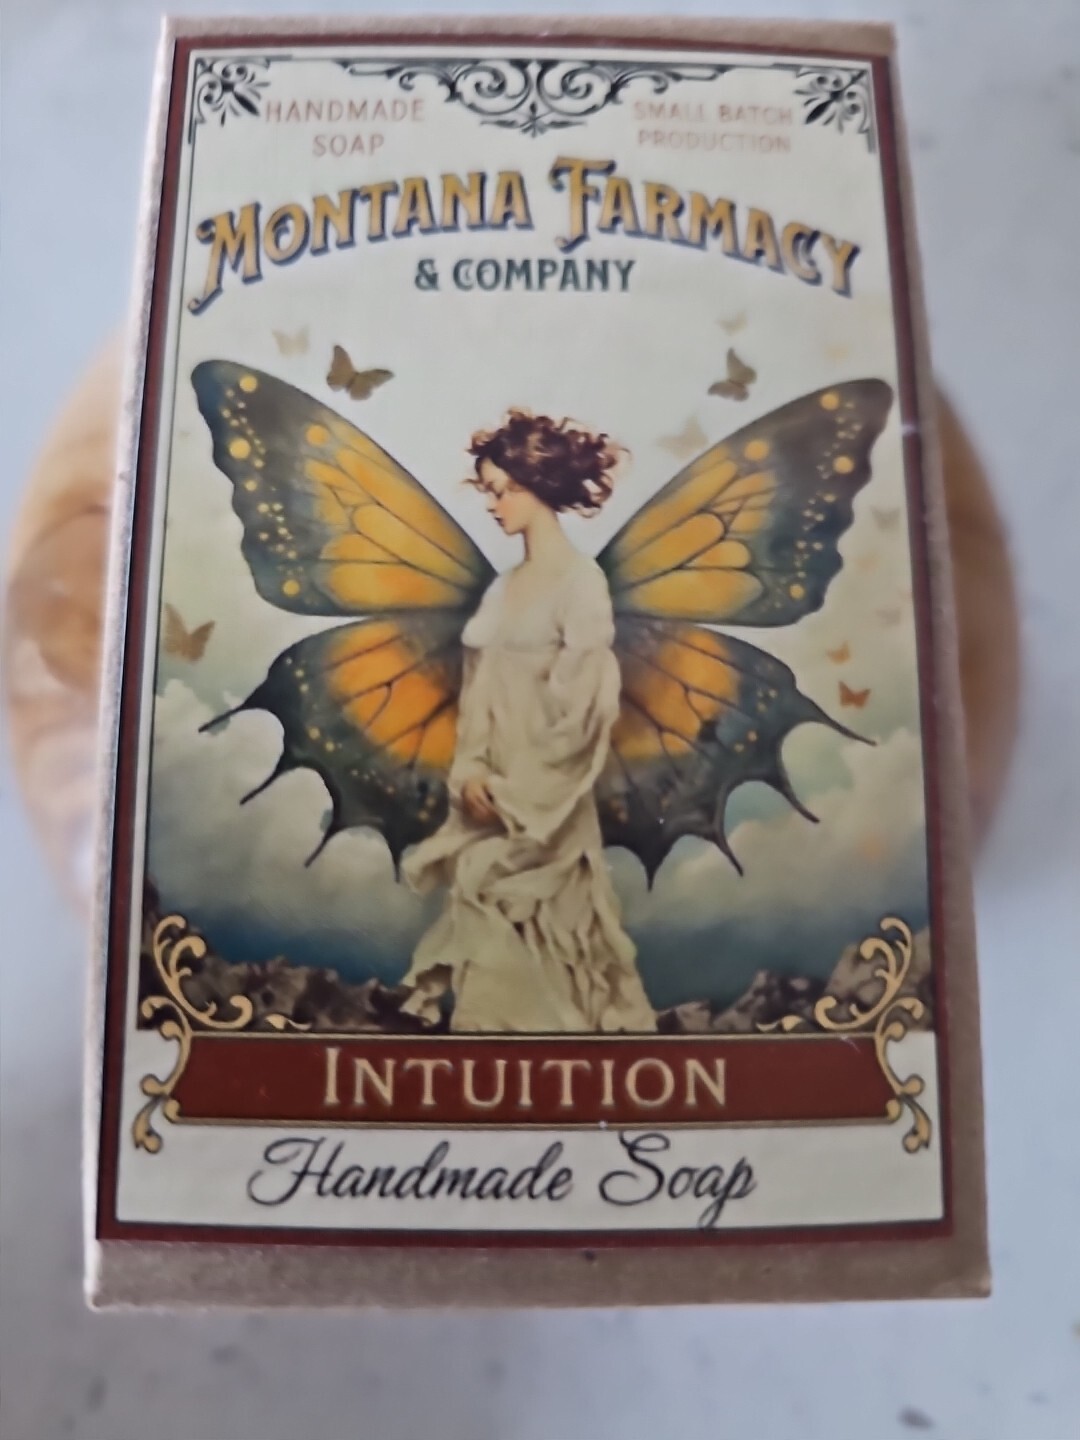 HANDMADE
SOAP
SMALL BATCH
PRODUCTION
MONTANA FARMACY
& COMPANY
INTUITION
Handmade Soap